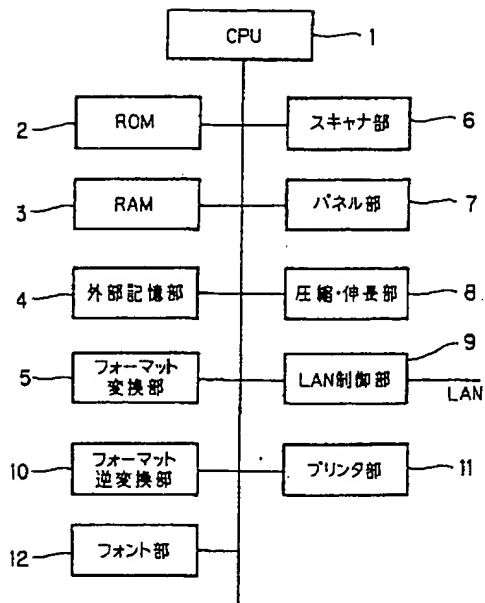 CPU
1
2
ROM
スキャナ部
6
3
RAM
パネル部
7
4
外部記憶部
圧縮・伸長部
8
9
5
フォーマット
変換部
LAN制御部
LAN
10
フォーマット
逆変換部
プリンタ部
11
12
フォント部